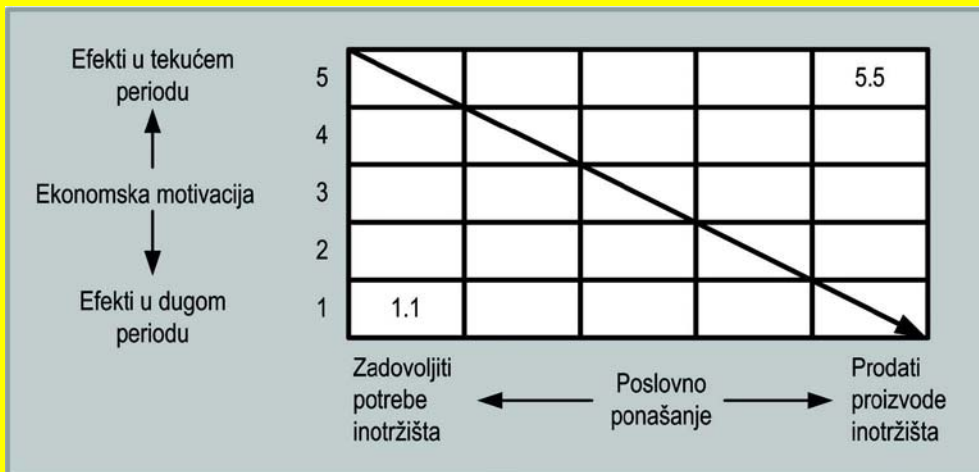 Efekti u tekućem
periodu
Ekonomska motivacija
Efekti u dugom
periodu
5
5.5
4
3
2
1
1.1
Zadovoljiti
potrebe
inotržišta
Poslovno
ponašanje
Prodati
proizvode
inotržišta